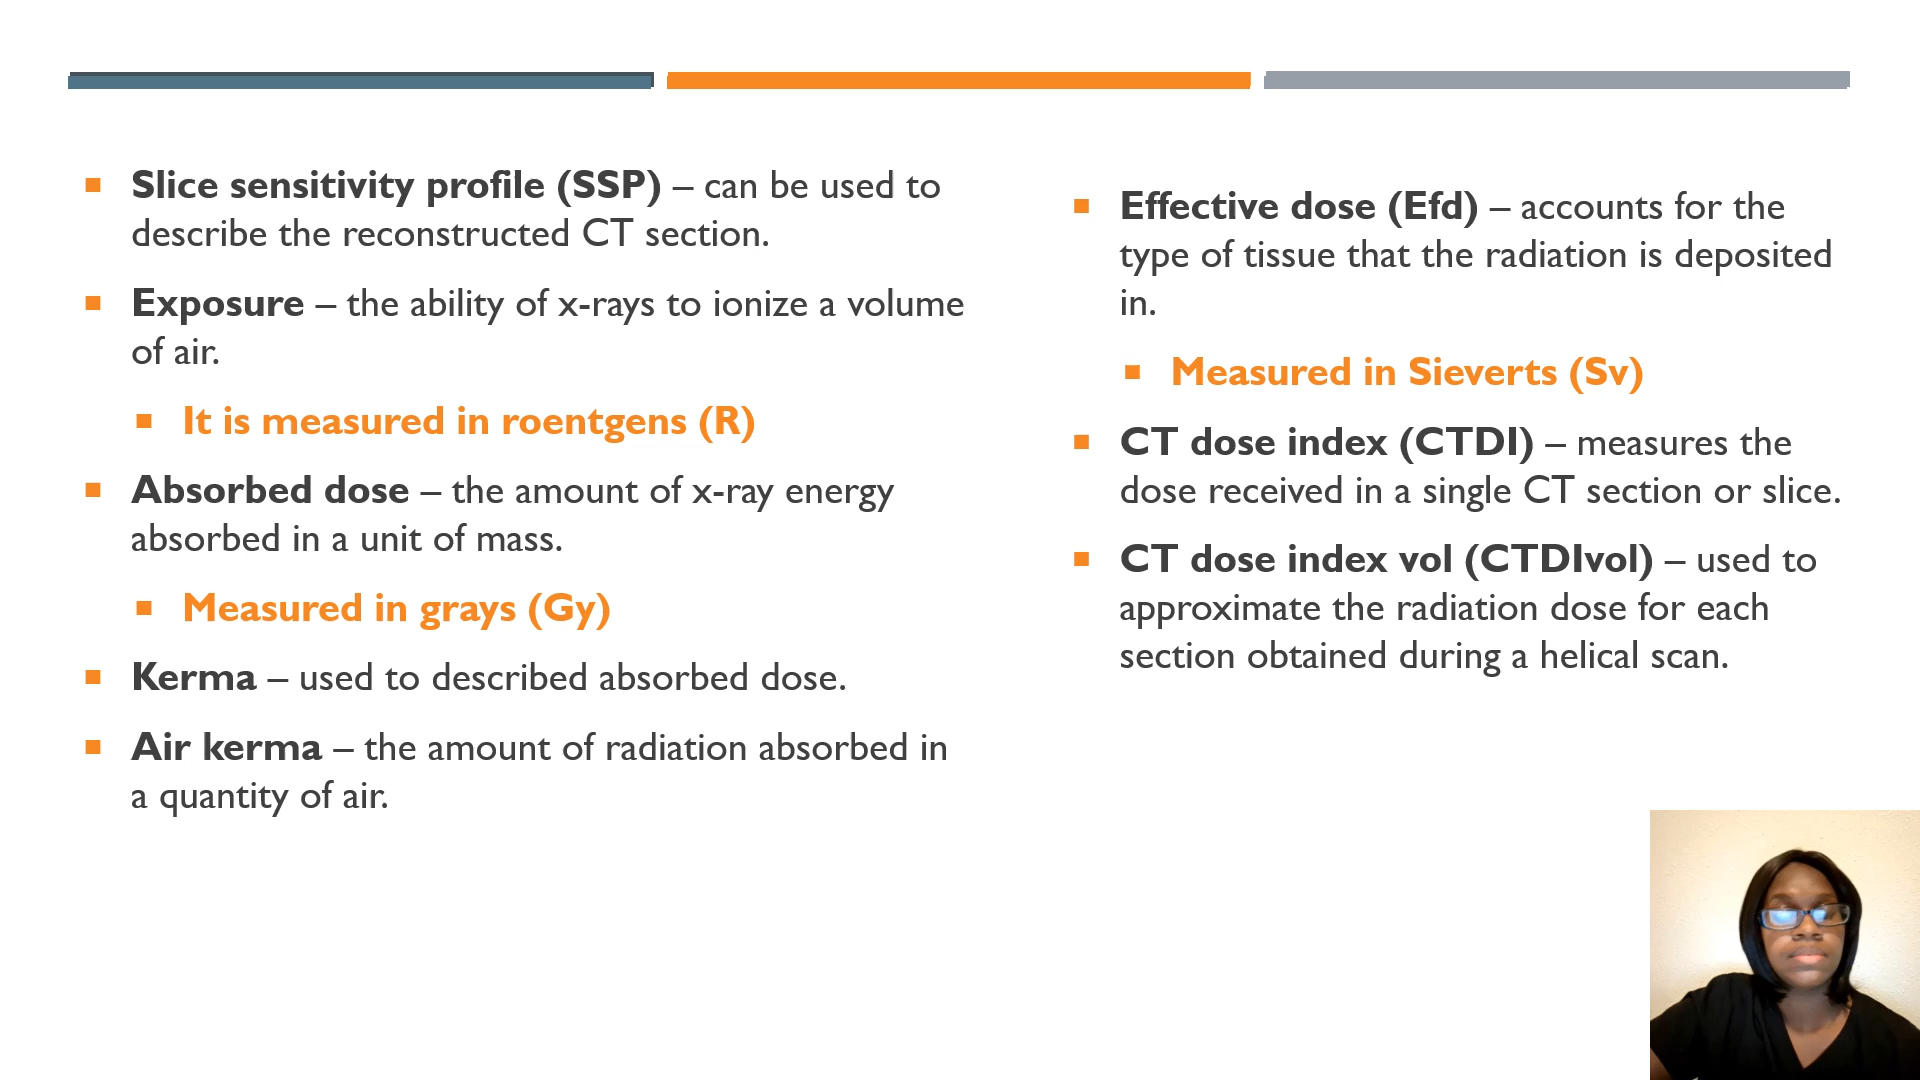 Slice sensitivity profile (SSP) – can be used to
describe the reconstructed CT section.
Exposure – the ability of x-rays to ionize a volume
of air.
It is measured in roentgens (R)
Absorbed dose – the amount of x-ray energy
absorbed in a unit of mass.
Measured in grays (Gy)
Kerma – used to described absorbed dose.
Air kerma – the amount of radiation absorbed in
a quantity of air.
Effective dose (Efd) – accounts for the
type of tissue that the radiation is deposited
in.
Measured in Sieverts (Sv)
CT dose index (CTDI) – measures the
dose received in a single CT section or slice.
CT dose index vol (CTDIvol) – used to
approximate the radiation dose for each
section obtained during a helical scan.